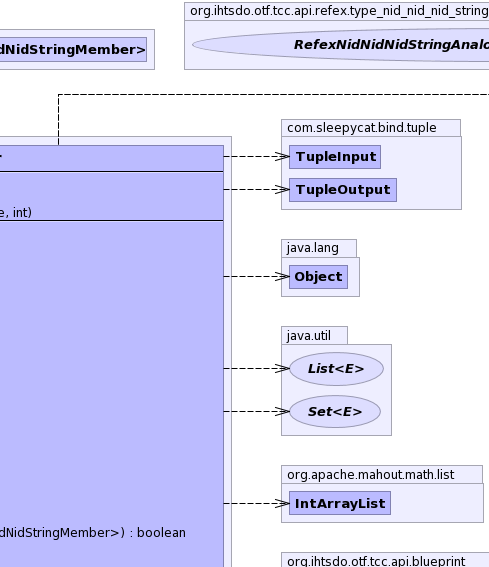 org.ihtsdo.otf.tcc.api.refex.type_nid_nid_nid_string
dNidStringMember>
RefexNidNidNidStringAnalo
com.sleepycat.bind.tuple
TupleInput
TupleOutput
e, int)
java.lang
Object
java.util
List<E>
Set<E>
org.apache.mahout.math.list
IntArrayList
dNidStringMember>) : boolean
org.ihtsdo.otf.tcc.api.blueprint